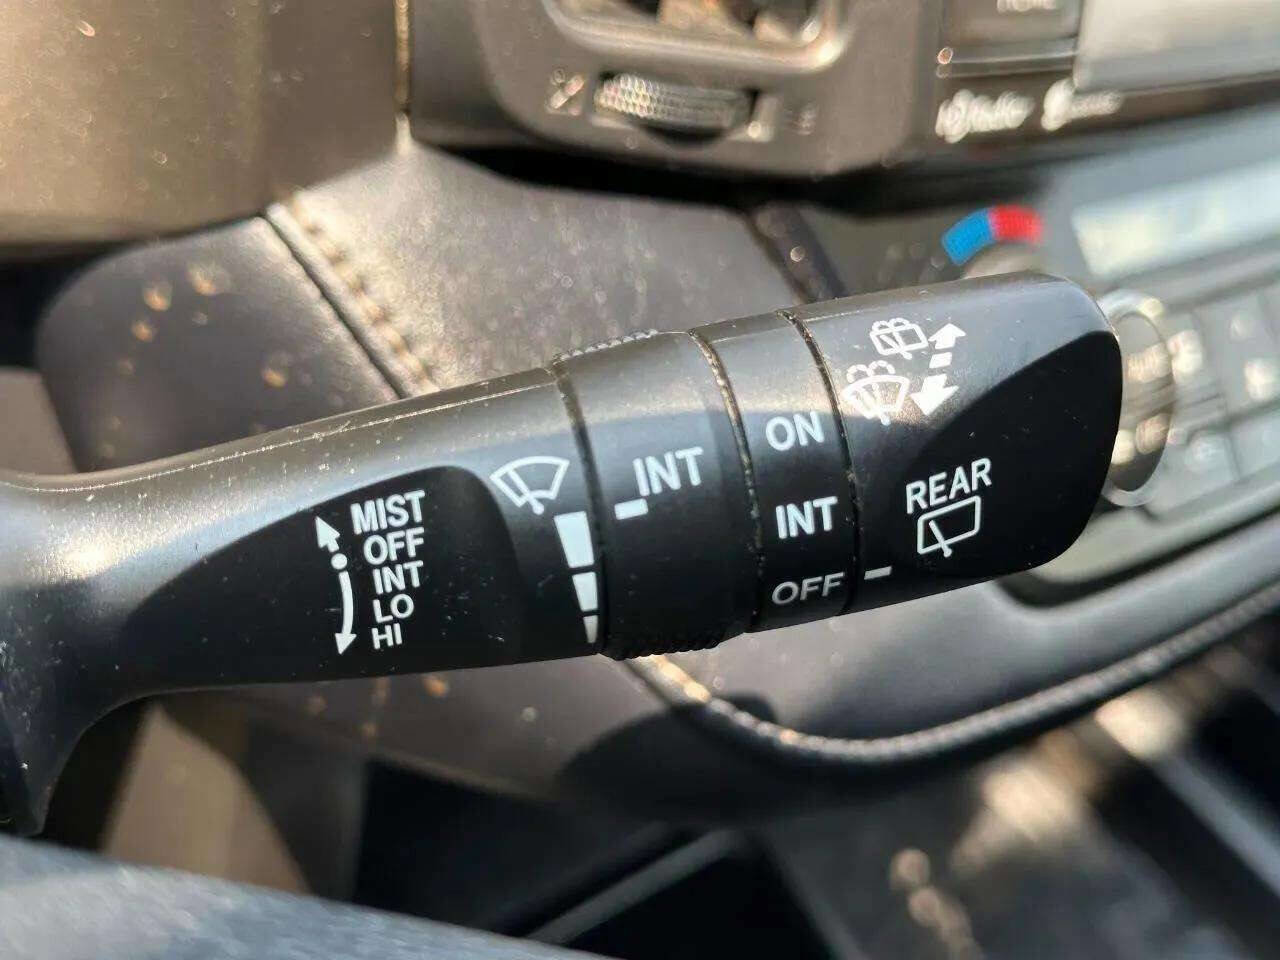 MIST
OFF
INT
LO
HI
INT
ON
INT
OFF
REAR